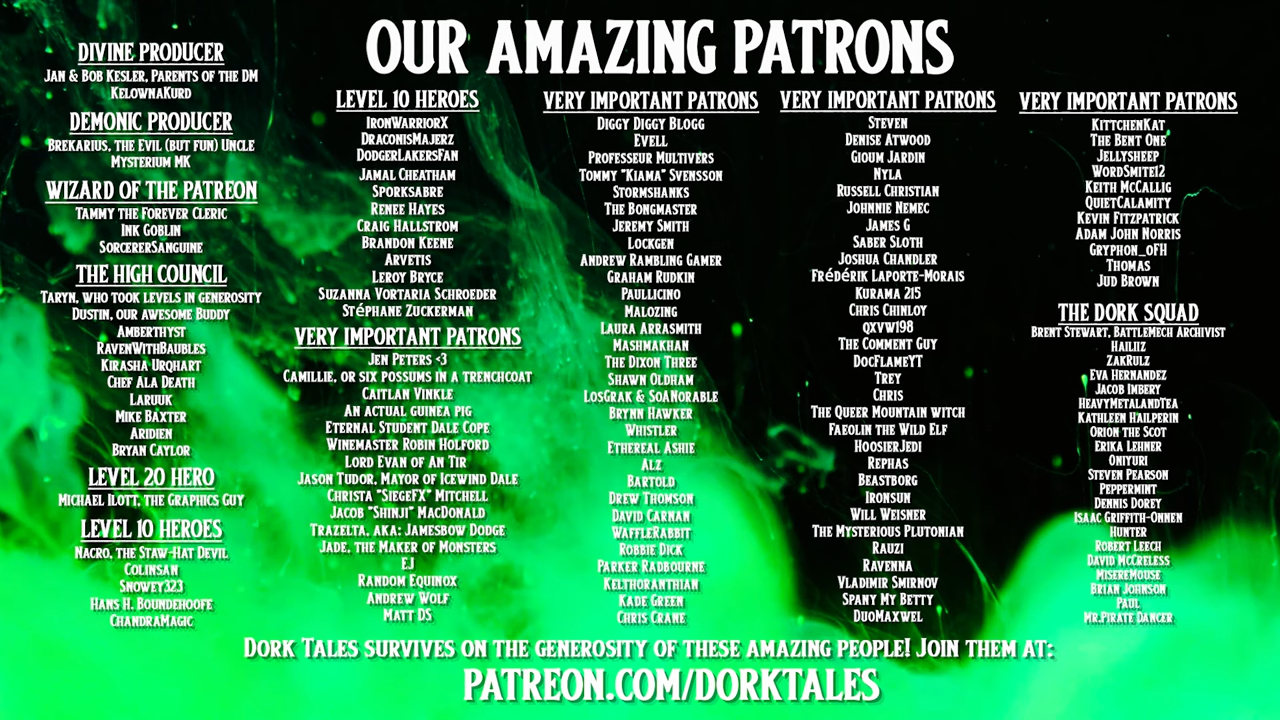 OUR AMAZING PATRONS
DIVINE PRODUCER
Jan & Bob Kesler, Parents of the DM
KelownaKurd
DEMONIC PRODUCER
Brekarius, the Evil (but fun) Uncle
Mysterium MK
WIZARD OF THE PATREON
Tammy the Forever Cleric
Ink Goblin
SorcererSanguine
THE HIGH COUNCIL
Taryn, who took levels in generosity
Dustin, our awesome Buddy
Amberthyst
RavenWithBaubles
Kirasha Urqhart
Chef Ala Death
Laruuk
Mike Baxter
Aridien
Bryan Caylor
LEVEL 20 HERO
Michael Ilott, the Graphics Guy
LEVEL 10 HEROES
Nacro, the Staw-Hat Devil
Colinsan
Snowey323
Hans H. Boundehoofe
ChandraMagic
LEVEL 10 HEROES
IronWarriorX
DraconisMajerz
DodgerLakersFan
Jamal Cheatham
Sporksabre
Renee Hayes
Craig Hallstrom
Brandon Keene
Arvetis
Leroy Bryce
Suzanna Vortaria Schroeder
Stéphane Zuckerman
VERY IMPORTANT PATRONS
Jen Peters <3
Camillie, or six possums in a trenchcoat
Caitlan Vinkle
An actual guinea pig
Eternal Student Dale Cope
Winemaster Robin Holford
Lord Evan of An Tir
Jason Tudor, Mayor of Icewind Dale
Christa "SiegeFX" Mitchell
Jacob "Shinji" MacDonald
Trazelta, aka: Jamesbow Dodge
Jade, the Maker of Monsters
EJ
Random Equinox
Andrew Wolf
Matt DS
VERY IMPORTANT PATRONS
Diggy Diggy Blogg
Evell
Professeur Multivers
Tommy "Kiama" Svensson
Stormshanks
The Bongmaster
Jeremy Smith
Lockgen
Andrew Rambling Gamer
Graham Rudkin
Paullicino
Malozing
Laura Arrasmith
Mashmakhan
The Dixon Three
Shawn Oldham
LosGrak & SoaNorable
Brynn Hawker
Whistler
Ethereal Ashie
Alz
Bartold
Drew Thomson
David Carnan
WaffleRabbit
Robbie Dick
Parker Radbourne
Kelthoranthian
Kade Green
Chris Crane
VERY IMPORTANT PATRONS
Steven
Denise Atwood
Gioum Jardin
Nyla
Russell Christian
Johnnie Nemec
James G
Saber Sloth
Joshua Chandler
Frédérik Laporte-Morais
Kurama 215
Chris Chinloy
qxvw198
The Comment Guy
DocFlameYT
Trey
Chris
The Queer Mountain witch
Faeolin the Wild Elf
HoosierJedi
Rephas
Beastborg
Ironsun
Will Weisner
The Mysterious Plutonian
Rauzi
Ravenna
Vladimir Smirnov
Spany My Betty
DuoMaxwel
VERY IMPORTANT PATRONS
KittchenKat
The Bent One
Jellysheep
WordSmite12
Keith McCallig
QuietCalamity
Kevin Fitzpatrick
Adam John Norris
Gryphon_ofH
Thomas
Jud Brown
THE DORK SQUAD
Brent Stewart, BattleMech Archivist
Hailiiz
ZakRulz
Eva Hernandez
Jacob Imbery
HeavyMetalandTea
Kathleen Hailperin
Orion the Scot
Erika Lehner
Oniyuri
Steven Pearson
Peppermint
Dennis Dorey
Isaac Griffith-Onnen
Hunter
Robert Leech
David McCreless
MisereMouse
Brian Johnson
Paul
Mr.Pirate Dancer
Dork Tales survives on the generosity of these amazing people! Join them at:
PATREON.COM/DORKTALES